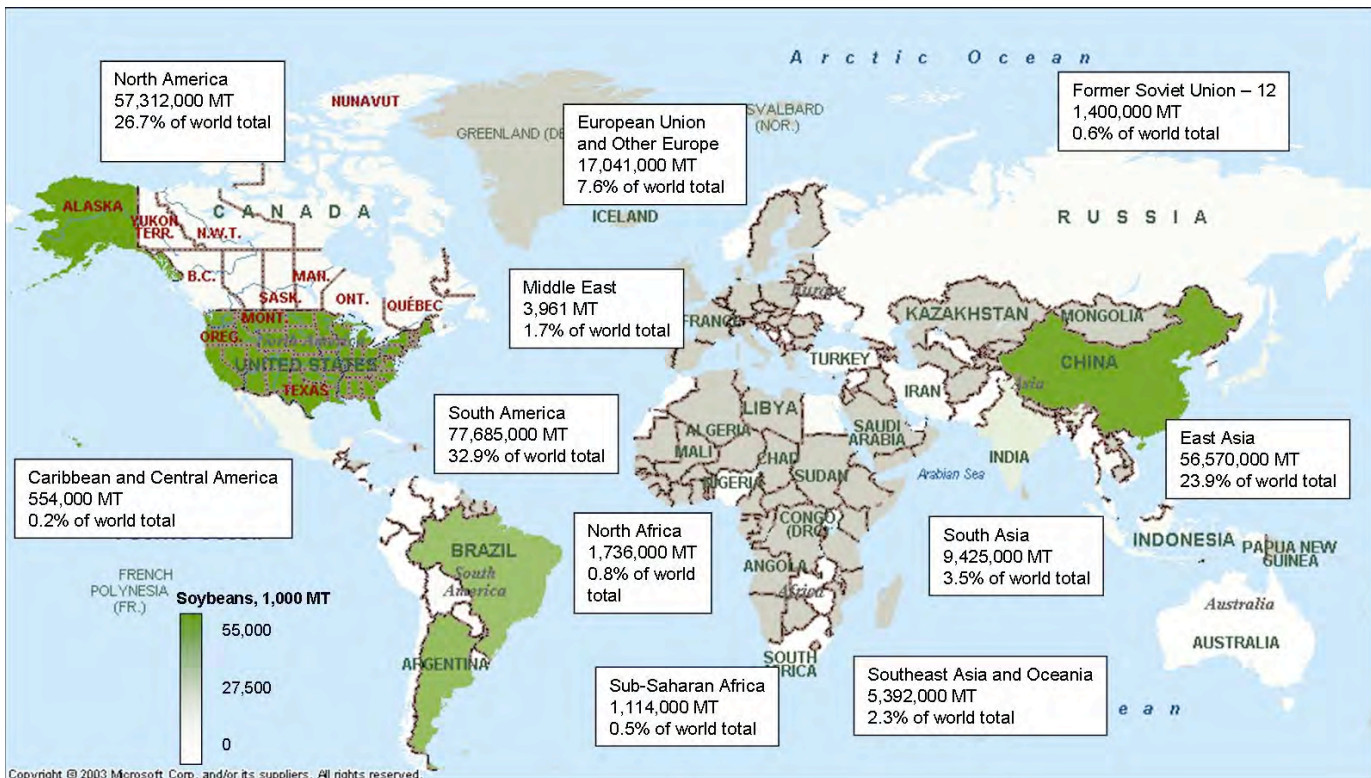 Arctic Ocean
North America
57,312,000 MT
26.7% of world total
NUNAVUT
GREENLAND (DE
European Union
and Other Europe
17,041,000 MT
7.6% of world total
SVALBARD
(NOR.)
Former Soviet Union – 12
1,400,000 MT
0.6% of world total
ALASKA
YUKON
TERR.
N.W.T.
CANADA
ICELAND
RUSSIA
B.C.
MAN.
SASK.
ONT.
QUÉBEC
MONT.
OREG.
North America
UNITED STATES
TEXAS
Middle East
3,961 MT
1.7% of world total
FRANCE
Europe
TURKEY
KAZAKHSTAN
MONGOLIA
CHINA
Asia
IRAN
South America
77,685,000 MT
32.9% of world total
LIBYA
ALGERIA
MALI
CHAD
SUDAN
NIGERIA
SAUDI
ARABIA
Arabian Sea
INDIA
East Asia
56,570,000 MT
23.9% of world total
Caribbean and Central America
554,000 MT
0.2% of world total
North Africa
1,736,000 MT
0.8% of world
total
CONGO
(DRC)
ANGOLA
Africa
South Asia
9,425,000 MT
3.5% of world total
INDONESIA
PAPUA NEW
GUINEA
BRAZIL
South
America
ARGENTINA
FRENCH
POLYNESIA
(FR.)
Soybeans, 1,000 MT
55,000
27,500
0
Sub-Saharan Africa
1,114,000 MT
0.5% of world total
SOUTH
AFRICA
Southeast Asia and Oceania
5,392,000 MT
2.3% of world total
Australia
AUSTRALIA
ean
Copyright © 2003 Microsoft Corp. and/or its suppliers. All rights reserved.